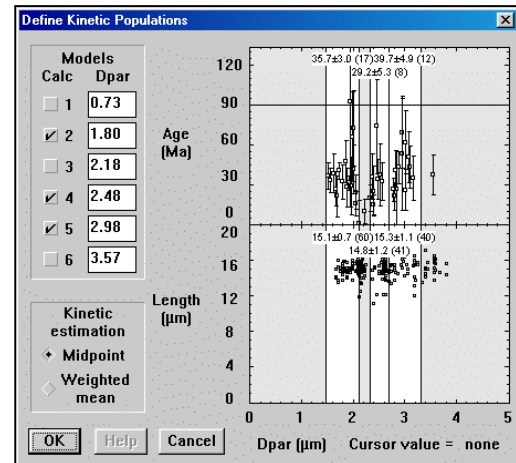 Define Kinetic Populations
Models
Calc Dpar
1 0.73
2 1.80
3 2.18
4 2.48
5 2.98
6 3.57
Kinetic
estimation
Midpoint
Weighted
mean
OK Help Cancel
Age
(Ma)
120
90
60
30
0
35.7±3.0 (17) 39.7±4.9 (12)
29.2±5.3 (8)
Length
(µm)
20
16
12
8
4
0
15.1±0.7 (60) 15.3±1.1 (40)
14.8±1.2 (41)
0 1 2 3 4 5
Dpar (µm) Cursor value = none